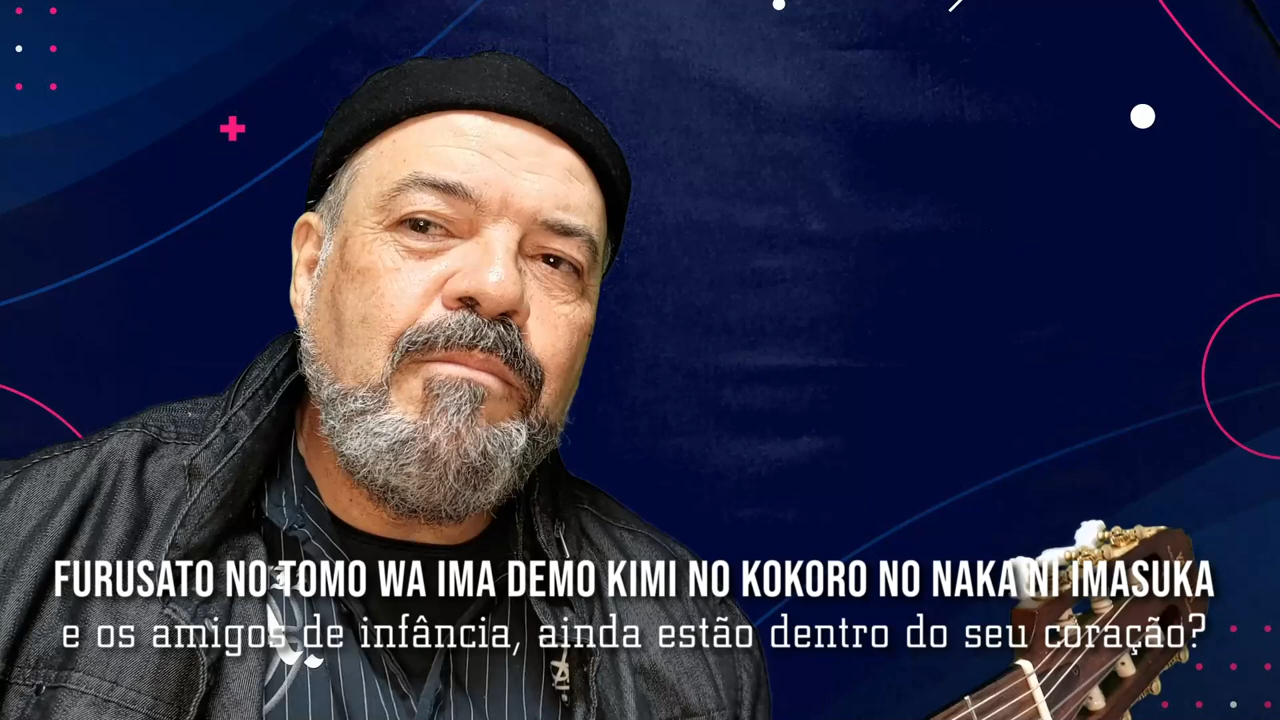 FURUSATO NO TOMO WA IMA DEMO KIMI NO KOKORO NO NAKA NI IMASUKA
e os amigos de infância, ainda estão dentro do seu coração?